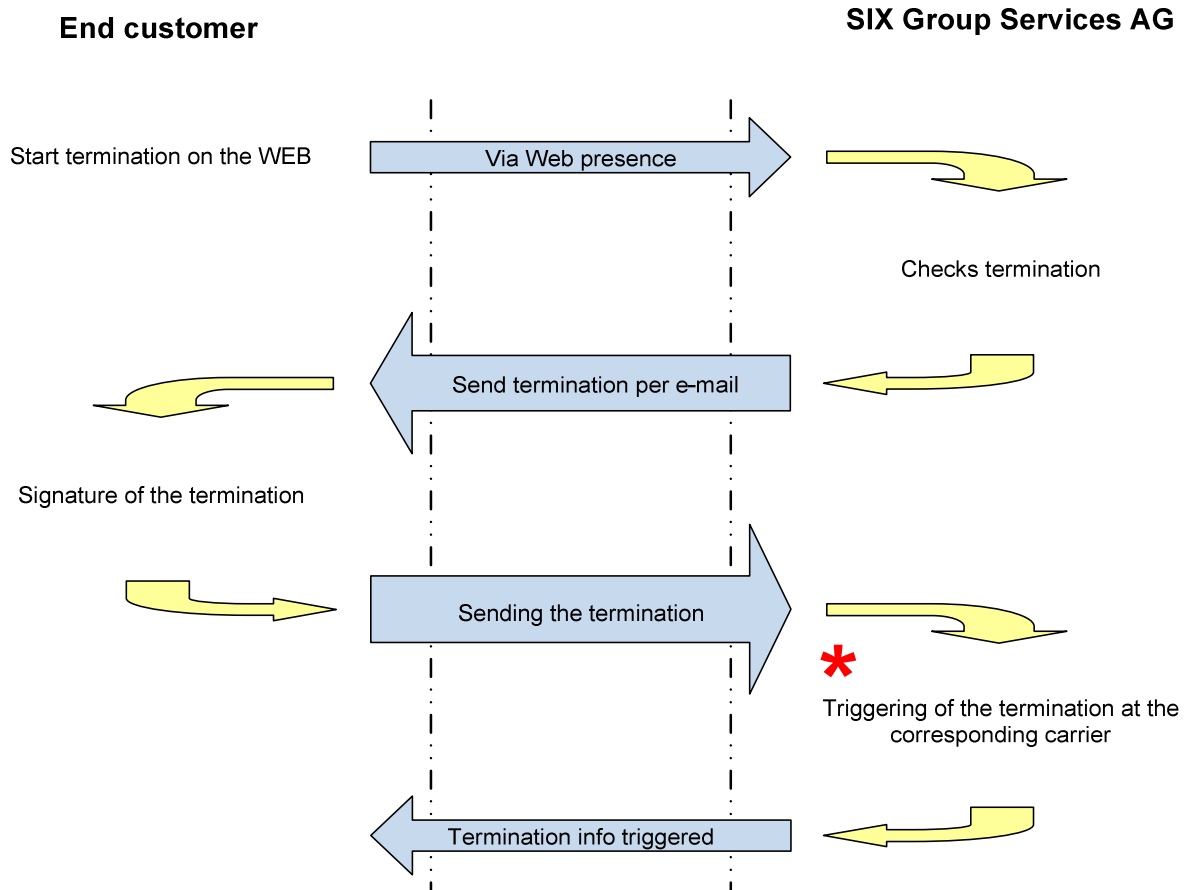 End customer
SIX Group Services AG
Start termination on the WEB
Via Web presence
Checks termination
Send termination per e-mail
Signature of the termination
Sending the termination
*
Triggering of the termination at the
corresponding carrier
Termination info triggered